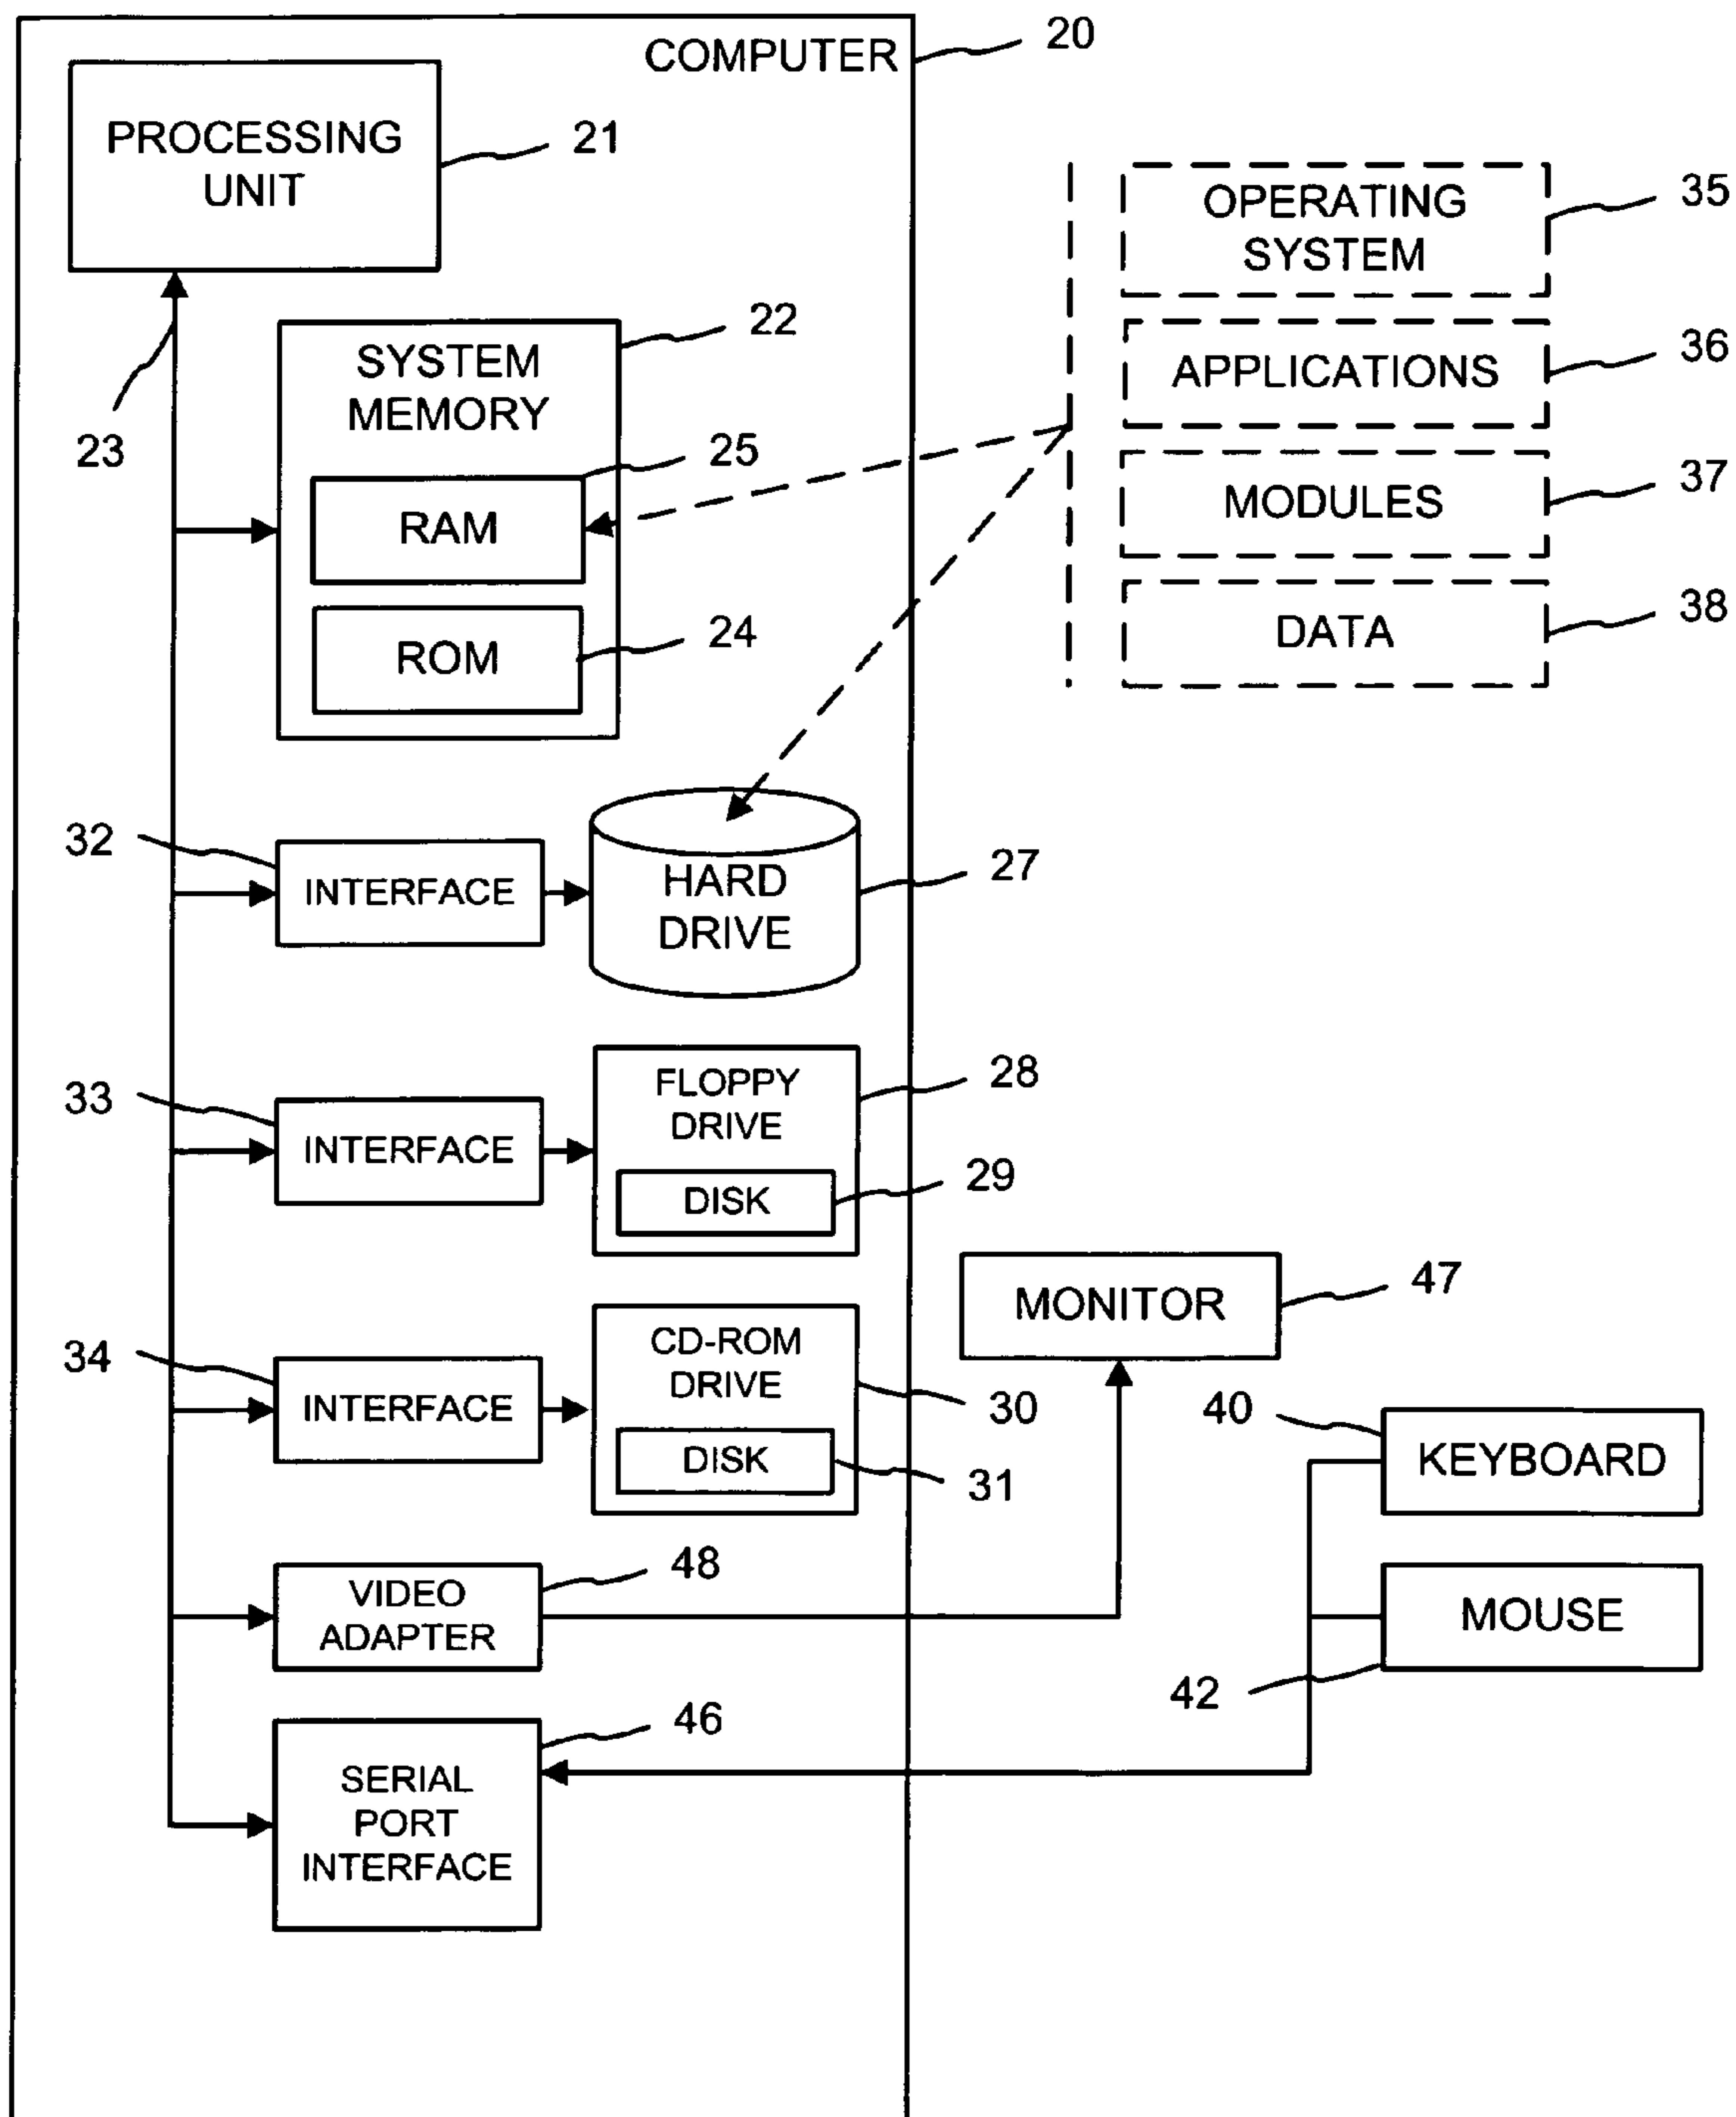 COMPUTER
20
PROCESSING
UNIT
21
23
SYSTEM
MEMORY
22
RAM
25
ROM
24
OPERATING
SYSTEM
35
APPLICATIONS
36
MODULES
37
DATA
38
32
INTERFACE
HARD
DRIVE
27
33
INTERFACE
FLOPPY
DRIVE
28
DISK
29
34
INTERFACE
CD-ROM
DRIVE
30
DISK
31
MONITOR
47
40
KEYBOARD
MOUSE
42
VIDEO
ADAPTER
48
46
SERIAL
PORT
INTERFACE